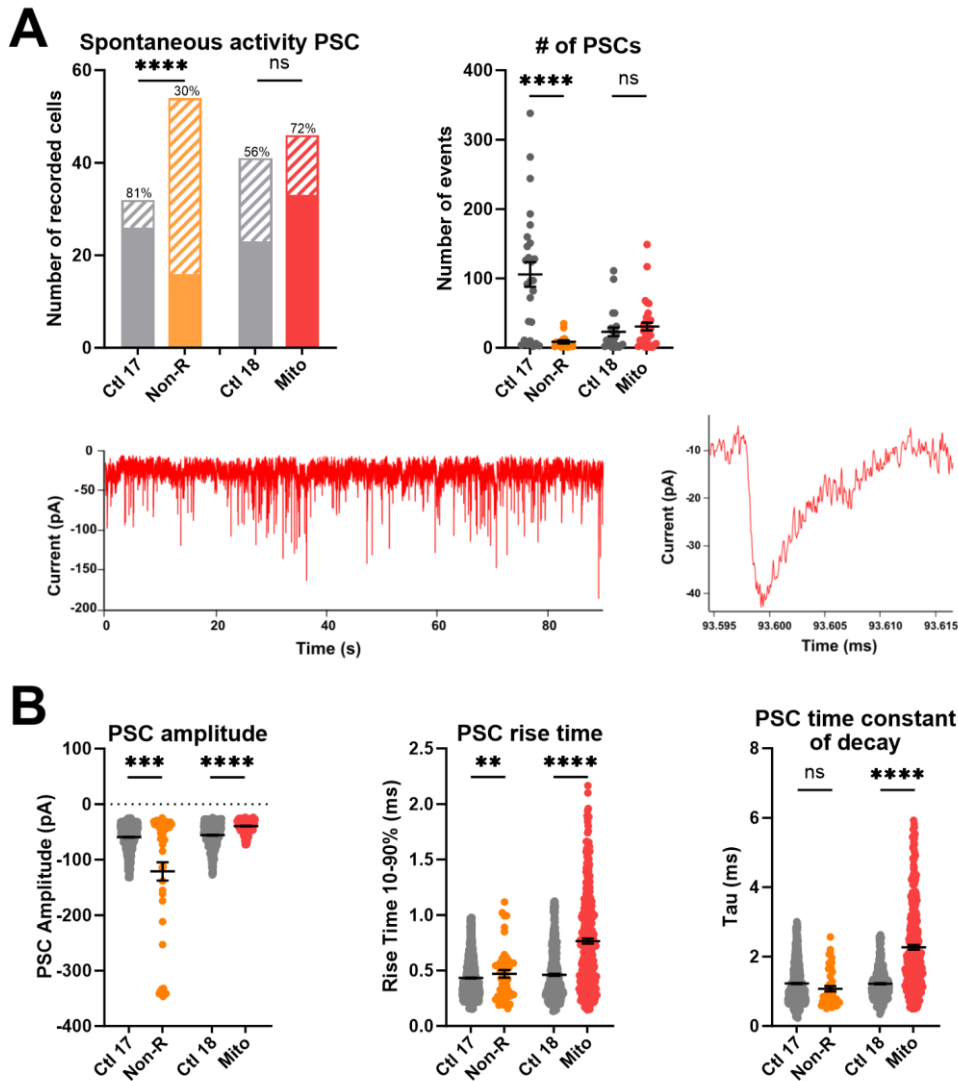 A
Spontaneous activity PSC
**** ns
60
40
20
0
Number of recorded cells
81%
30%
56%
72%
Ctl 17 Non-R Ctl 18 Mito
# of PSCs
**** ns
400
300
200
100
0
Number of events
Ctl 17 Non-R Ctl 18 Mito
0
-50
-100
-150
-200
Current (pA)
0 20 40 60 80
Time (s)
-10
-20
-30
-40
Current (pA)
93.595 93.600 93.605 93.610 93.615
Time (ms)
B
PSC amplitude
*** ****
100
0
-100
-200
-300
-400
PSC Amplitude (pA)
Ctl 17 Non-R Ctl 18 Mito
PSC rise time
** ****
2.5
2.0
1.5
1.0
0.5
0.0
Rise Time 10-90% (ms)
Ctl 17 Non-R Ctl 18 Mito
PSC time constant
of decay
ns ****
8
6
4
2
0
Tau (ms)
Ctl 17 Non-R Ctl 18 Mito